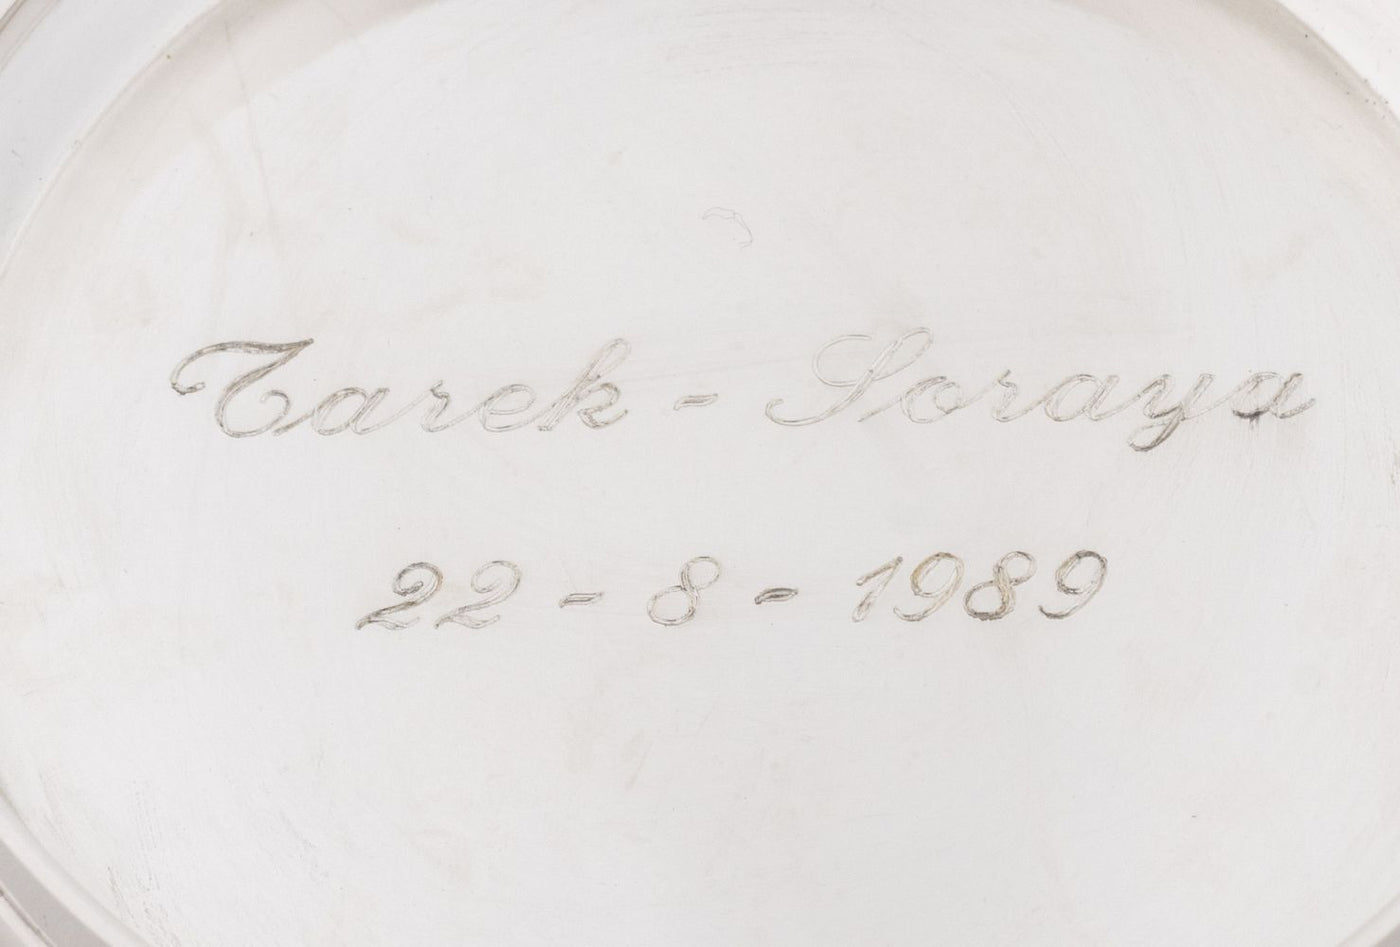 Tarek - Soraya
22 - 8 - 1989